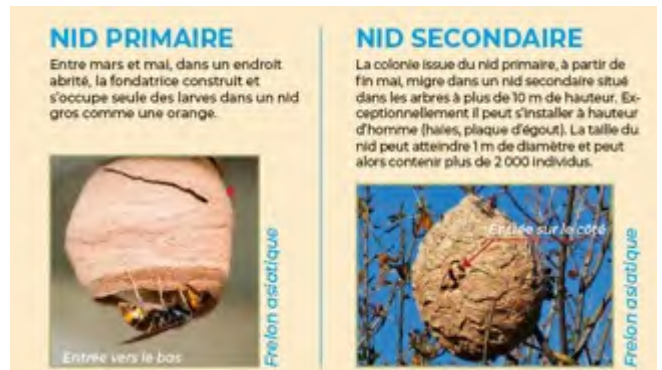 NID PRIMAIRE
Entre mars et mai, dans un endroit
abrité, la fondatrice construit et
s'occupe seule des larves dans un nid
gros comme une orange.
Entrée vers le bas
Frelon asiatique
NID SECONDAIRE
La colonie issue du nid primaire, à partir de
fin mai, migre dans un nid secondaire situé
dans les arbres à plus de 10 m de hauteur. Ex-
ceptionnellement il peut s'installer à hauteur
d'homme (haies, plaque d'égout). La taille du
nid peut atteindre 1 m de diamètre et peut
alors contenir plus de 2 000 individus.
Entrée sur le côté
Frelon asiatique